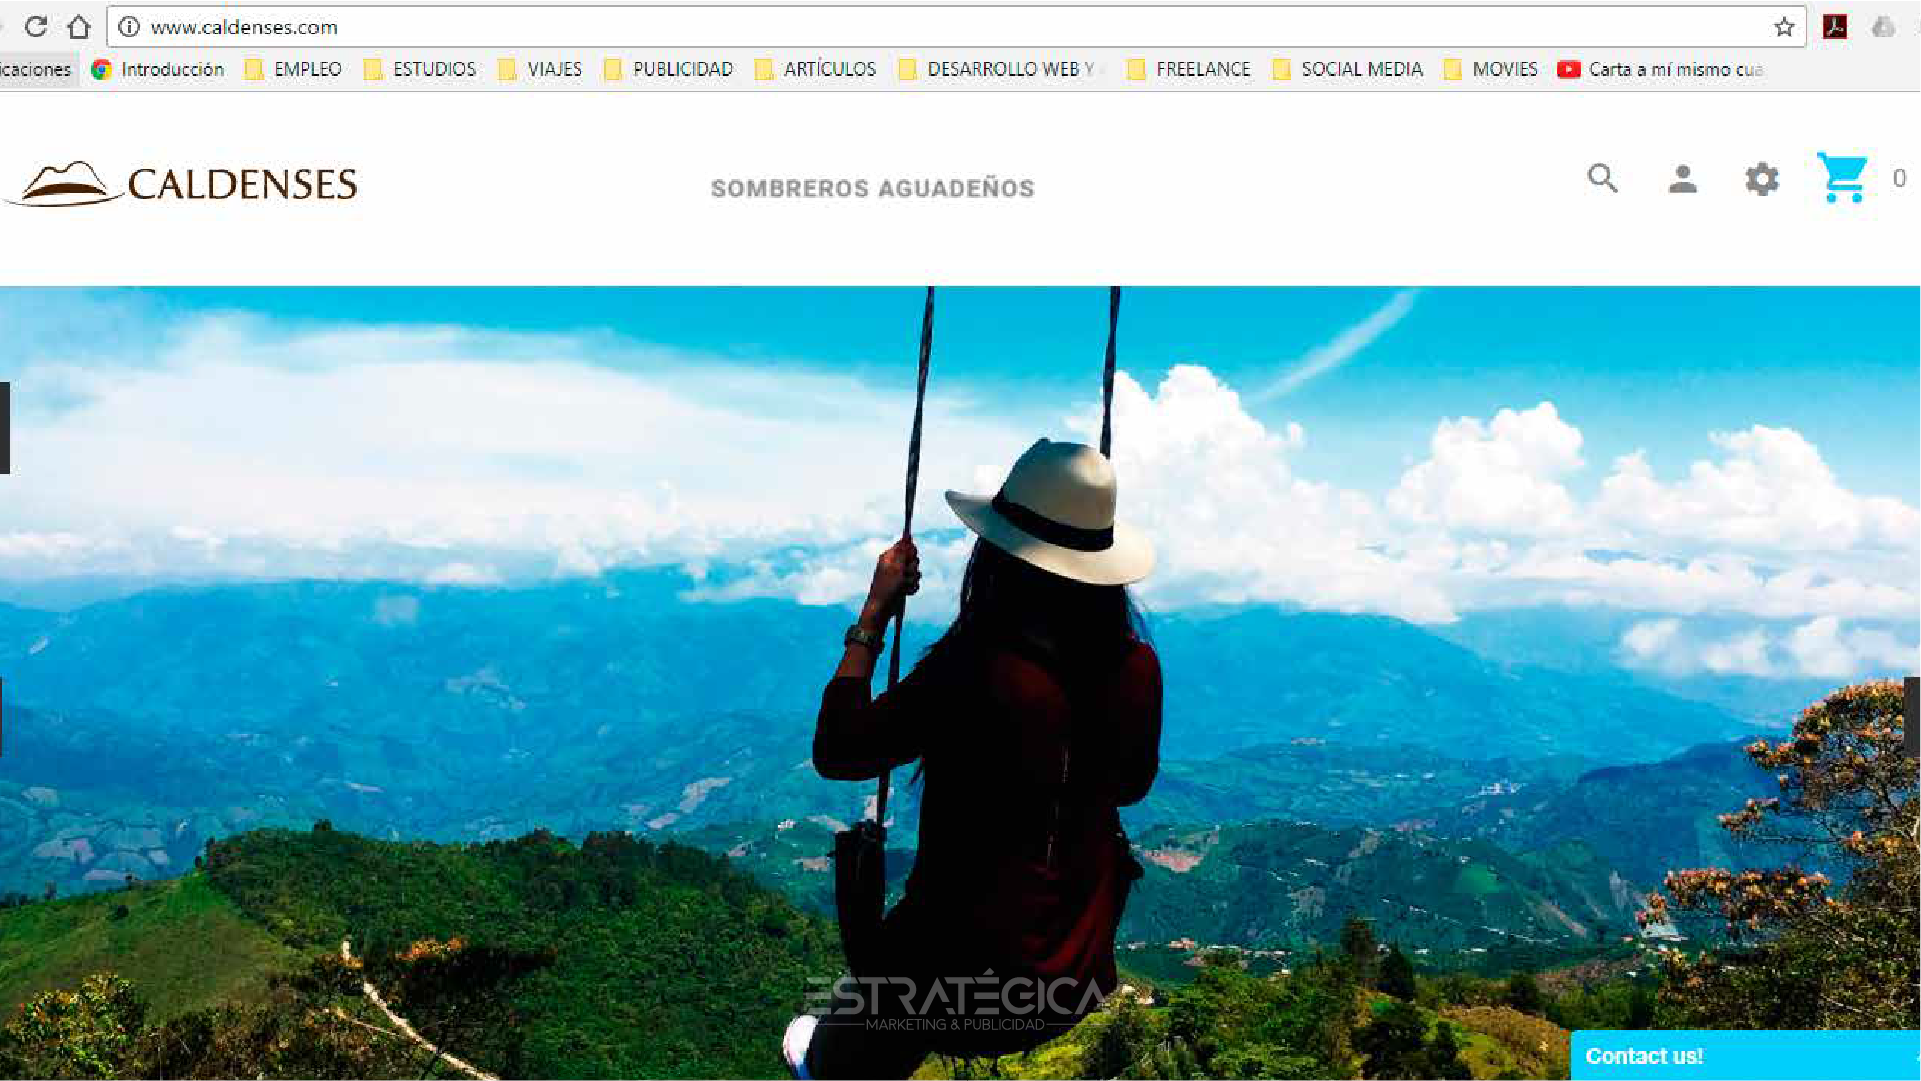 www.caldenses.com
icaciones Introducción EMPLEO ESTUDIOS VIAJES PUBLICIDAD ARTÍCULOS DESARROLLO WEB Y FREELANCE SOCIAL MEDIA MOVIES Carta a mí mismo cua
CALDENSES
SOMBREROS AGUADEÑOS
0
ESTRATÉGICA
MARKETING & PUBLICIDAD
Contact us!